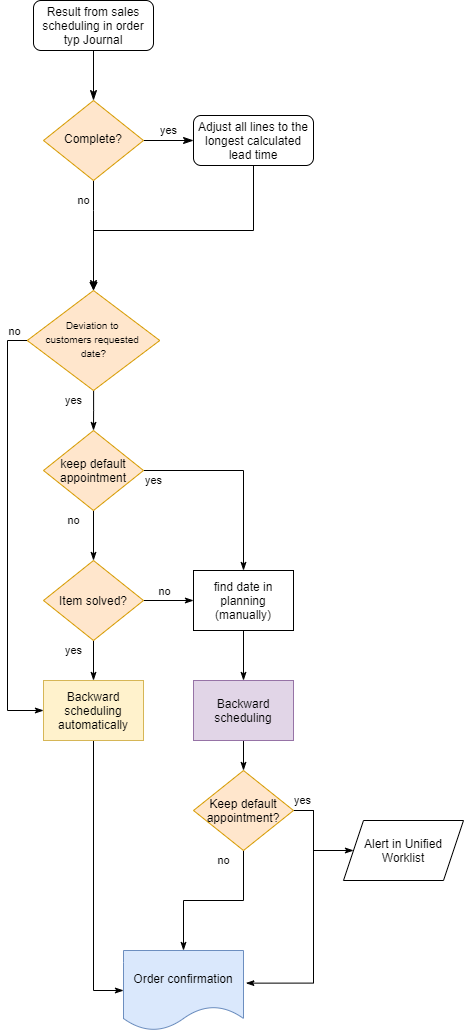 Result from sales
scheduling in order
typ Journal
Complete?
yes
Adjust all lines to the
longest calculated
lead time
no
Deviation to
customers requested
date?
no
yes
keep default
appointment
yes
no
Item solved?
no
find date in
planning
(manually)
yes
Backward
scheduling
automatically
Backward
scheduling
Keep default
appointment?
yes
Alert in Unified
Worklist
no
Order confirmation